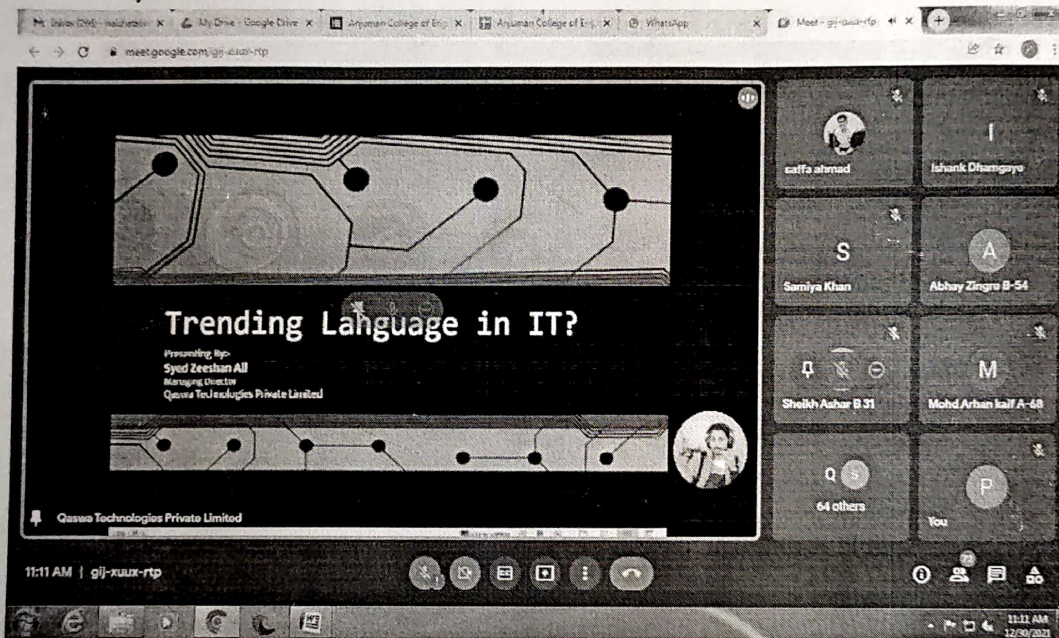 My Drive - Google Drive
Anjuman College of Eng
Anjuman College of Eng
WhatsApp
Meet - gij-xuux-rtp
meet.google.com/gij-xuux-rtp
Trending Language in IT?
Presenting By:-
Syed Zeeshan Ali
Managing Director
Qaswa Technologies Private Limited
Qaswa Technologies Private Limited
saffa ahmad
I
Ishank Dhamgaye
S
Samiya Khan
A
Abhay Zingre B-54
Sheikh Ashar B 31
M
Mohd Arhan kaif A-68
Q S
64 others
P
You
11:11 AM | gij-xuux-rtp
72
11:11 AM
12/30/2021